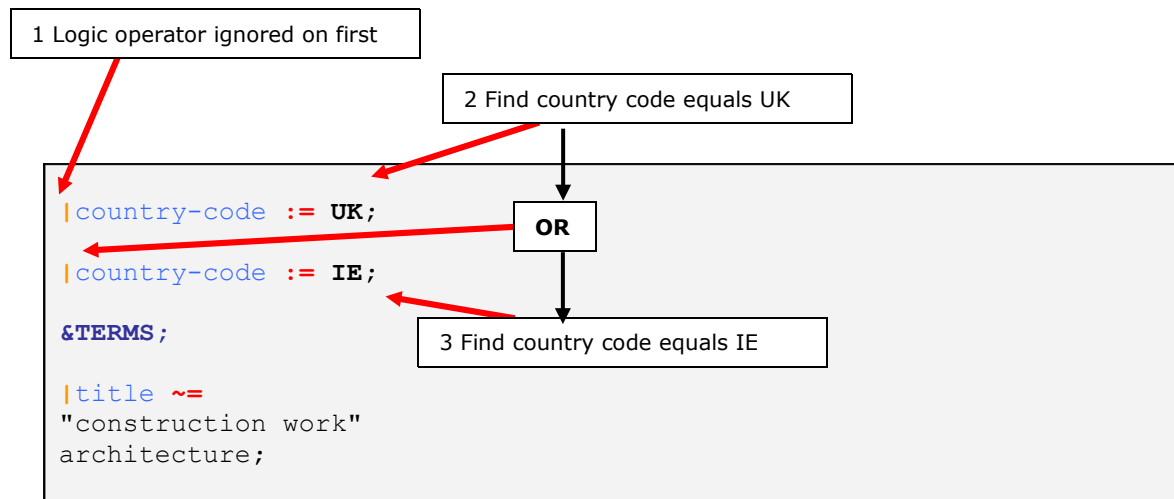 1 Logic operator ignored on first
2 Find country code equals UK
|country-code := UK;
OR
|country-code := IE;
&TERMS;
3 Find country code equals IE
|title ~=
"construction work"
architecture;